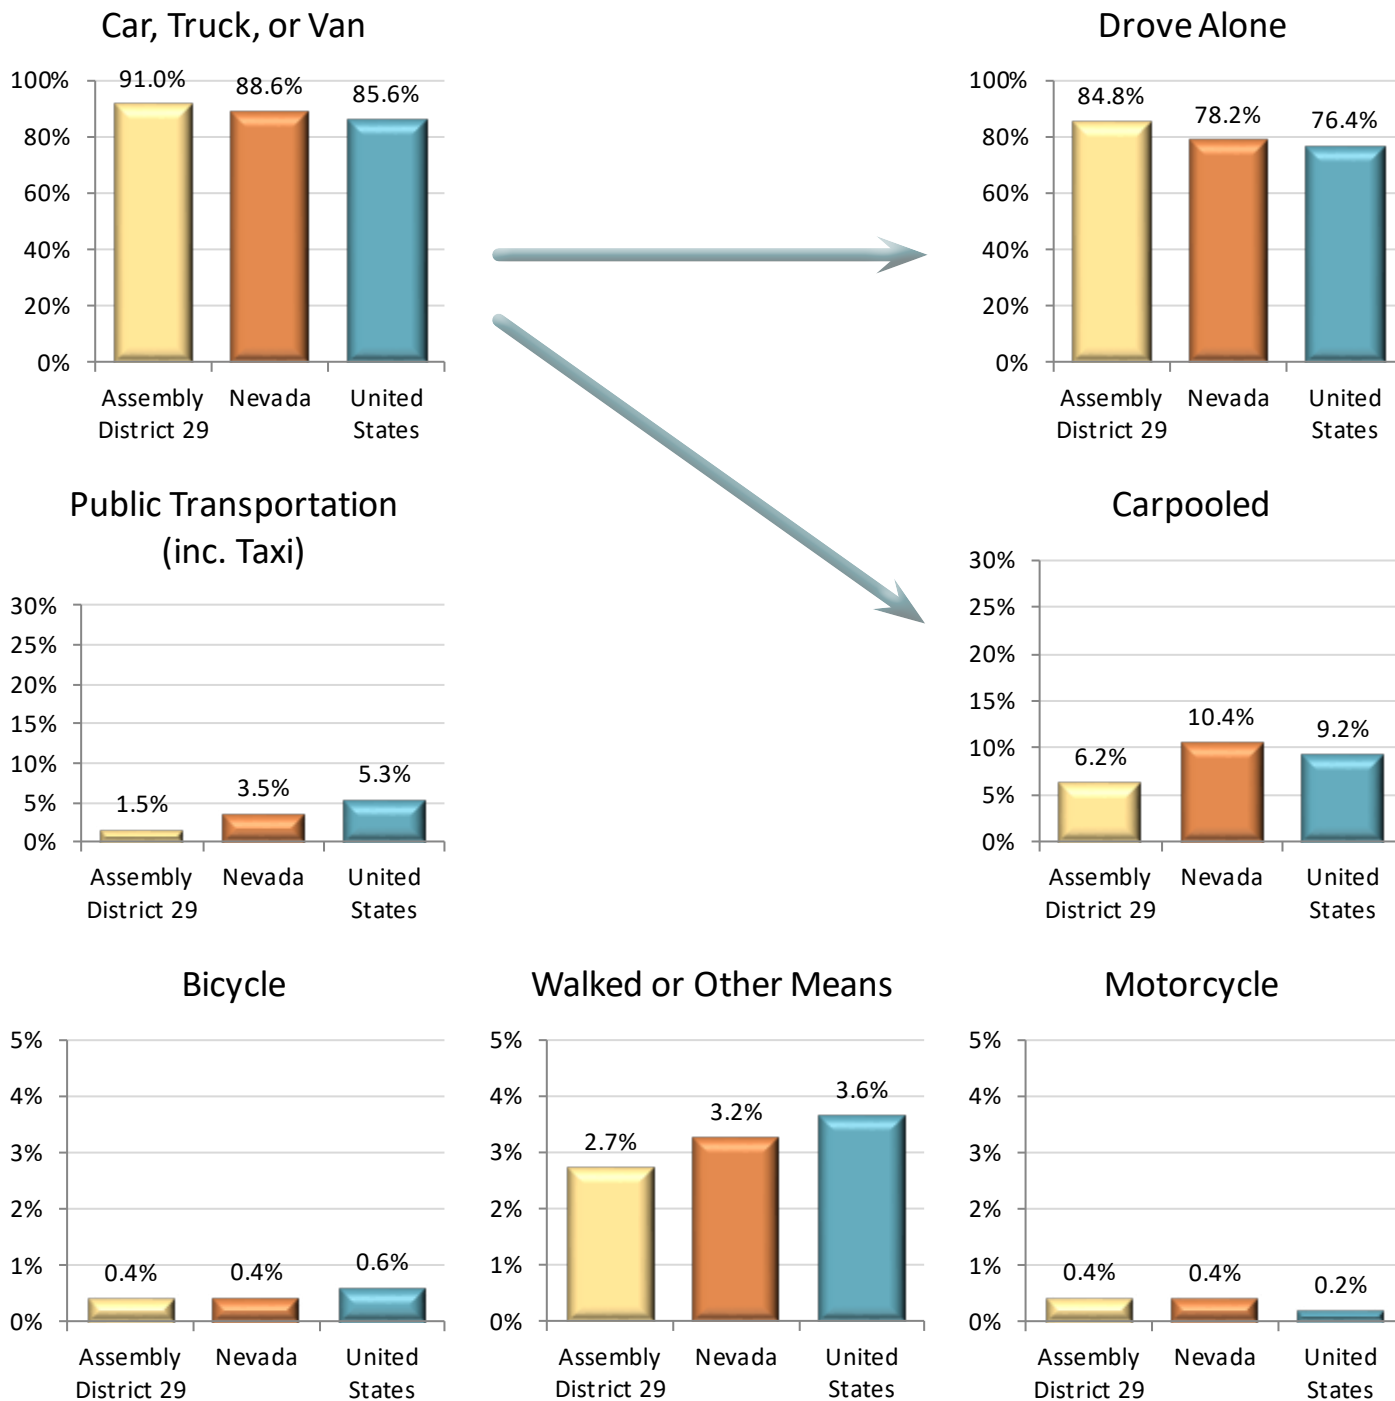 Car, Truck, or Van
100%
80%
60%
40%
20%
0%
91.0%
88.6%
85.6%
Assembly
District 29
Nevada
United
States
Drove Alone
100%
80%
60%
40%
20%
0%
84.8%
78.2%
76.4%
Assembly
District 29
Nevada
United
States
Public Transportation
(inc. Taxi)
30%
25%
20%
15%
10%
5%
0%
1.5%
3.5%
5.3%
Assembly
District 29
Nevada
United
States
Carpooled
30%
25%
20%
15%
10%
5%
0%
6.2%
10.4%
9.2%
Assembly
District 29
Nevada
United
States
Bicycle
5%
4%
3%
2%
1%
0%
0.4%
0.4%
0.6%
Assembly
District 29
Nevada
United
States
Walked or Other Means
5%
4%
3%
2%
1%
0%
2.7%
3.2%
3.6%
Assembly
District 29
Nevada
United
States
Motorcycle
5%
4%
3%
2%
1%
0%
0.4%
0.4%
0.2%
Assembly
District 29
Nevada
United
States